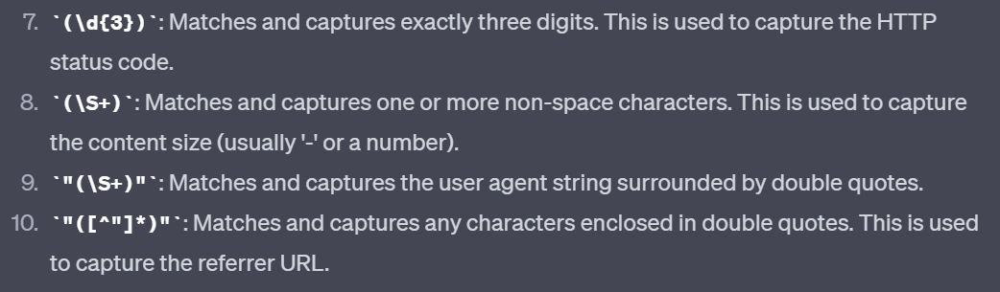 7. `(\d{3})`: Matches and captures exactly three digits. This is used to capture the HTTP
status code.
8. `(\S+)`: Matches and captures one or more non-space characters. This is used to capture
the content size (usually '-' or a number).
9. `"(\S+)"`: Matches and captures the user agent string surrounded by double quotes.
10. `"([^"]*)"`: Matches and captures any characters enclosed in double quotes. This is used
to capture the referrer URL.